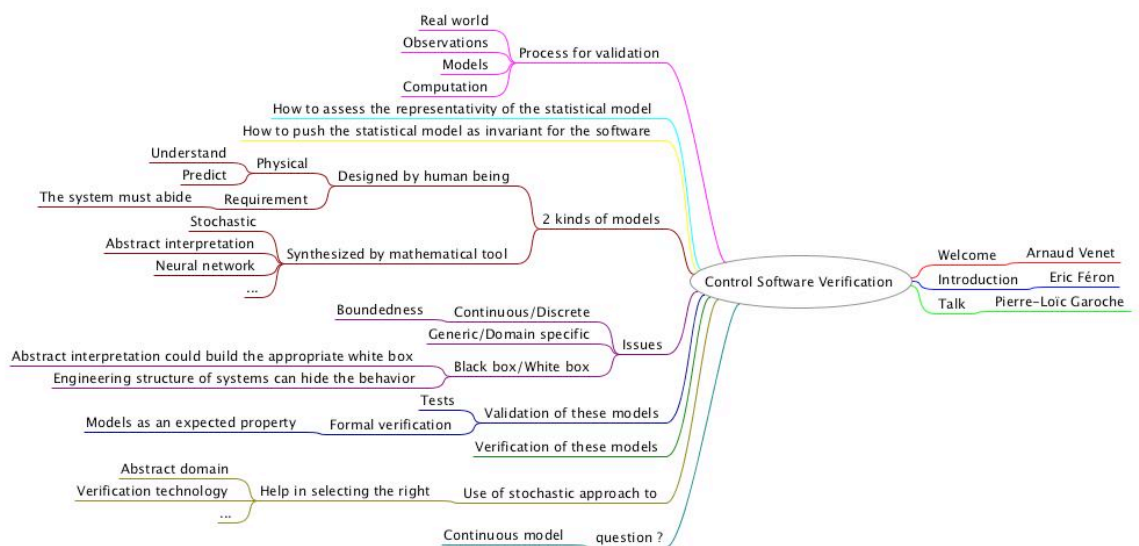 Real world
Observations
Models
Computation
Process for validation
How to assess the representativity of the statistical model
How to push the statistical model as invariant for the software
Understand
Predict
Physical
The system must abide
Requirement
Designed by human being
Stochastic
Abstract interpretation
Neural network
...
Synthesized by mathematical tool
2 kinds of models
Boundedness
Continuous/Discrete
Generic/Domain specific
Abstract interpretation could build the appropriate white box
Engineering structure of systems can hide the behavior
Black box/White box
Issues
Tests
Models as an expected property
Formal verification
Validation of these models
Verification of these models
Abstract domain
Verification technology
...
Help in selecting the right
Use of stochastic approach to
Continuous model
question ?
Control Software Verification
Welcome
Arnaud Venet
Introduction
Eric Féron
Talk
Pierre-Loïc Garoche